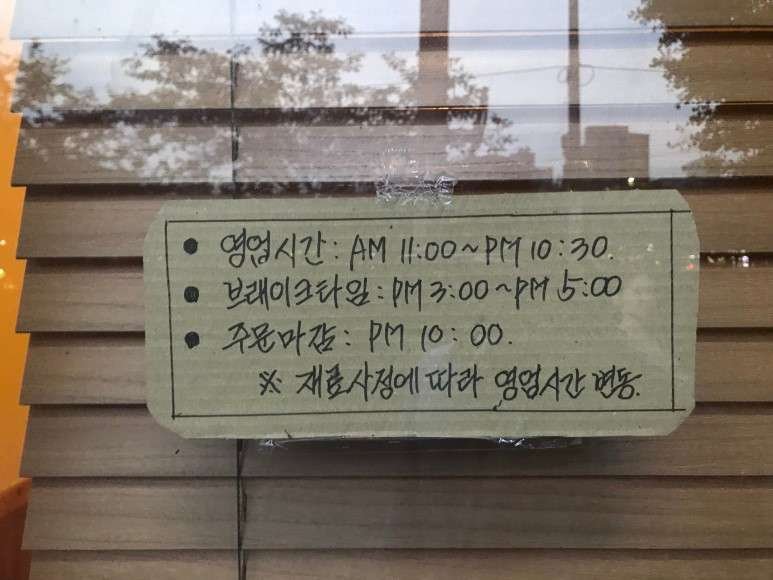 ● 영업시간 : AM 11:00 ~ PM 10:30.
● 브레이크타임 : PM 3:00 ~ PM 5:00
● 주문마감 : PM 10:00.
※ 재료사정에 따라 영업시간 변동.